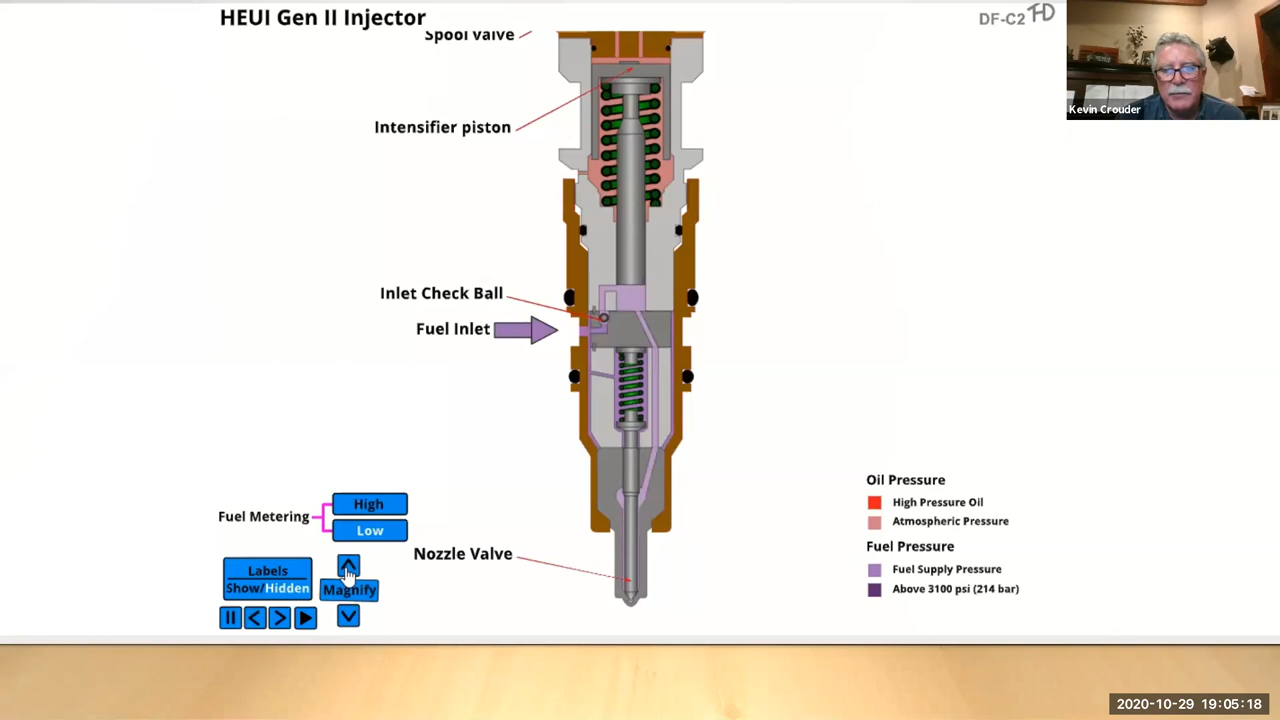 HEUI Gen II Injector
DF-C2 FD
Kevin Crouder
Spool valve
Intensifier piston
Inlet Check Ball
Fuel Inlet
Nozzle Valve
Fuel Metering
High
Low
Labels
Show/Hidden
Magnify
Oil Pressure
High Pressure Oil
Atmospheric Pressure
Fuel Pressure
Fuel Supply Pressure
Above 3100 psi (214 bar)
2020-10-29 19:05:18